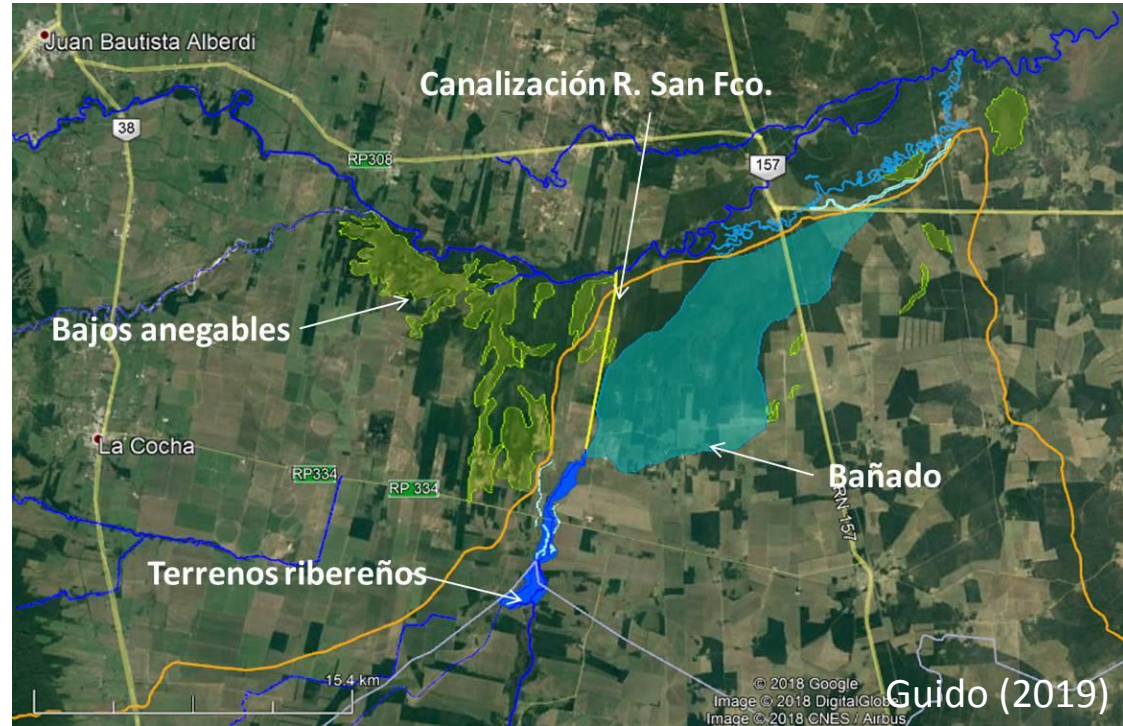 Juan Bautista Alberdi
Canalización R. San Fco.
38
RP308
157
Bajos anegables
La Cocha
RP334
RP 334
Bañado
RN 157
Terrenos ribereños
15.4 km
© 2018 Google
Image © 2018 DigitalGlobe
Image © 2018 CNES / Airbus
Guido (2019)